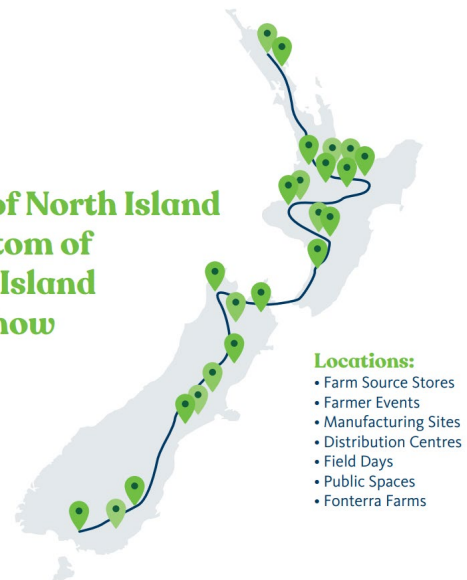 of North Island
tom of
Island
now
Locations:
• Farm Source Stores
• Farmer Events
• Manufacturing Sites
• Distribution Centres
• Field Days
• Public Spaces
• Fonterra Farms